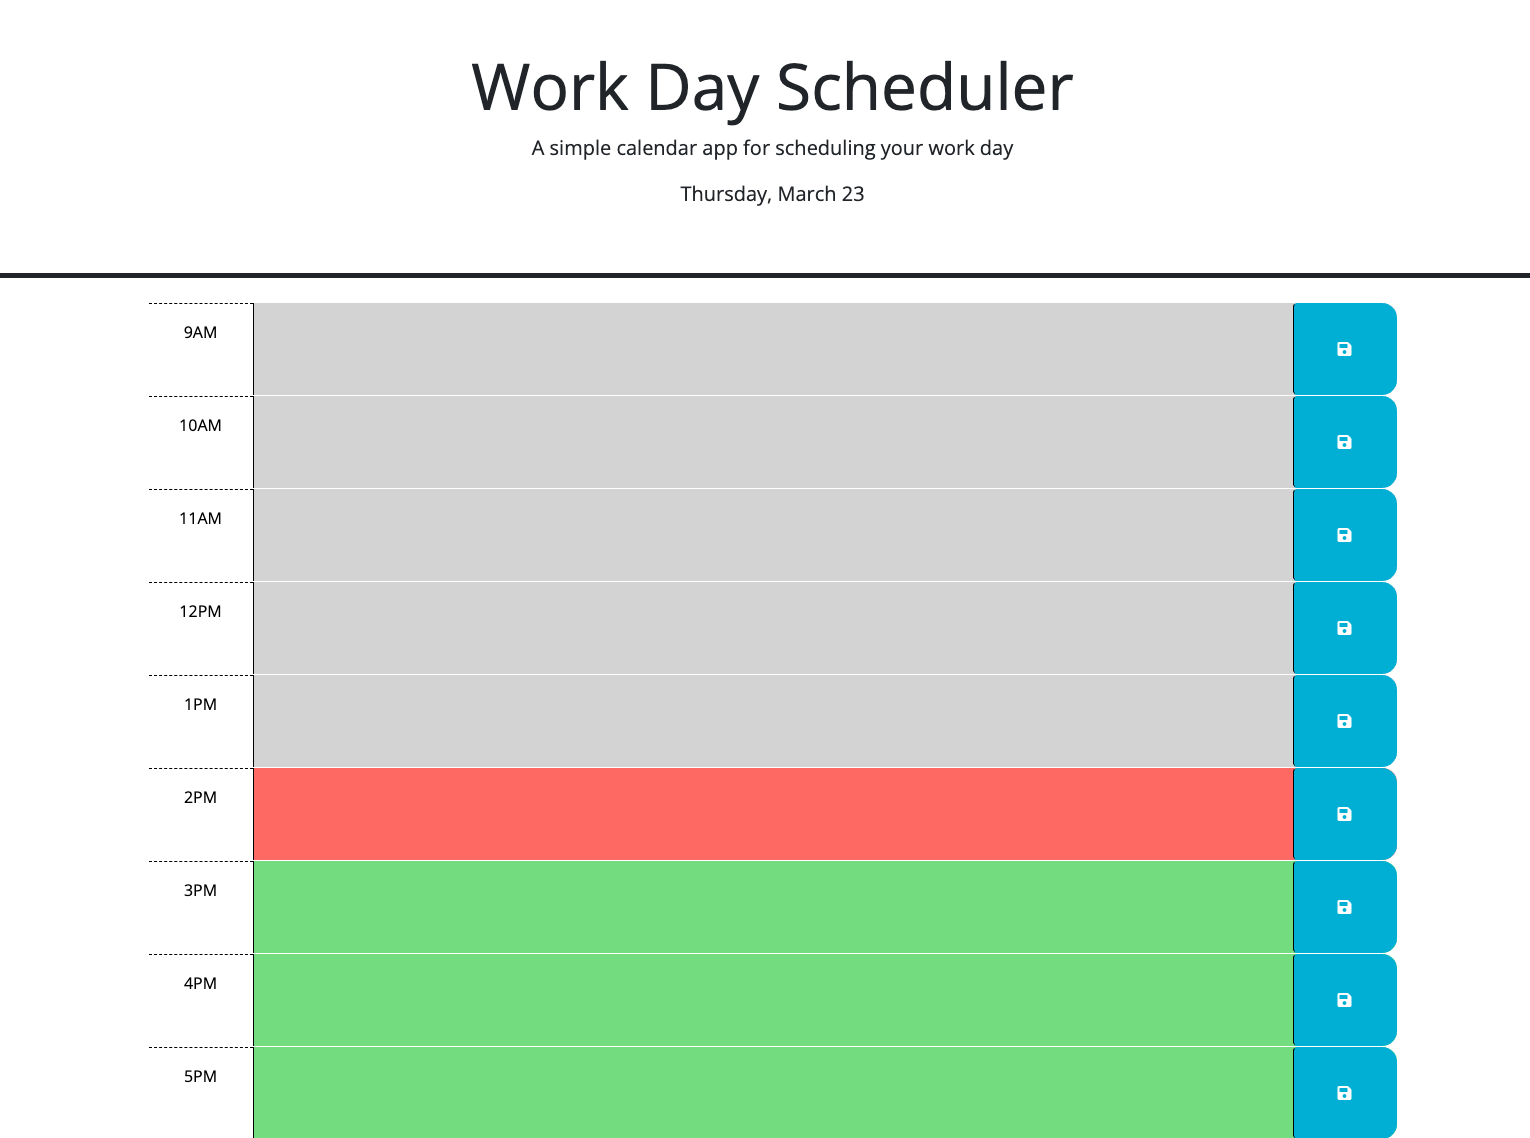 Work Day Scheduler
A simple calendar app for scheduling your work day
Thursday, March 23
9AM
10AM
11AM
12PM
1PM
2PM
3PM
4PM
5PM